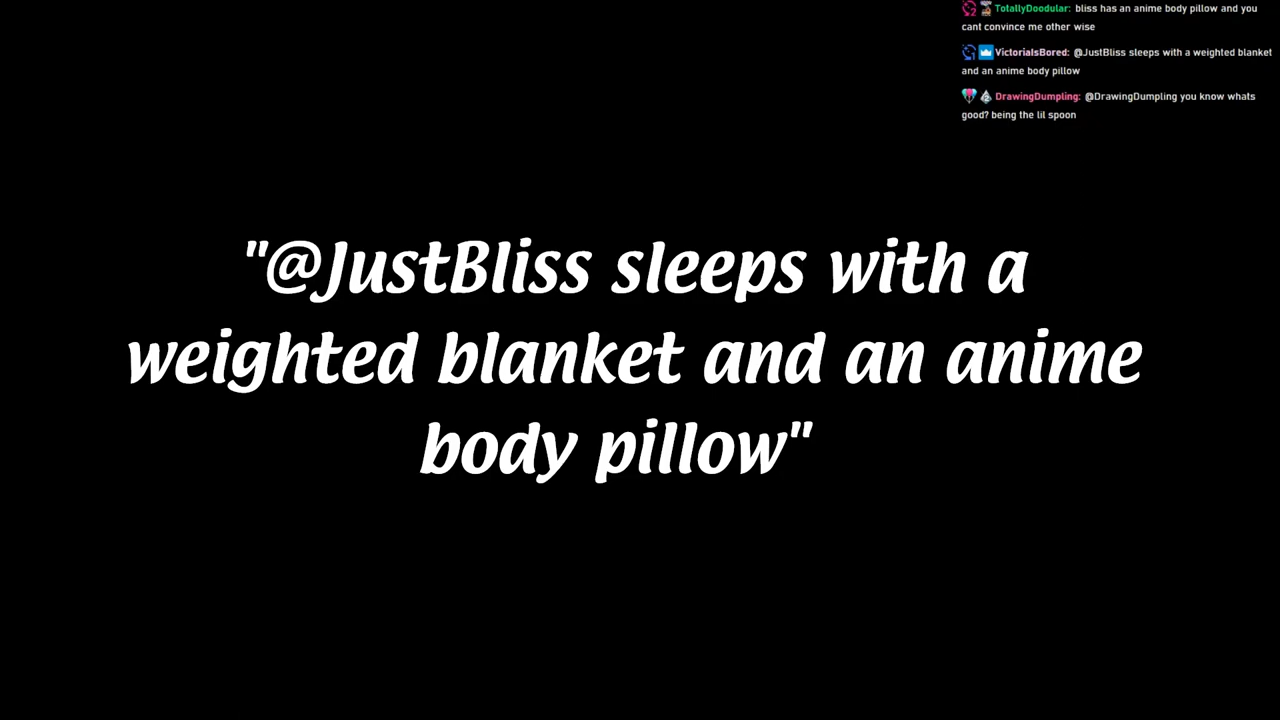 TotallyDoodular: bliss has an anime body pillow and you
cant convince me other wise
VictoriaIsBored: @JustBliss sleeps with a weighted blanket
and an anime body pillow
DrawingDumpling: @DrawingDumpling you know whats
good? being the lil spoon
"@JustBliss sleeps with a
weighted blanket and an anime
body pillow"